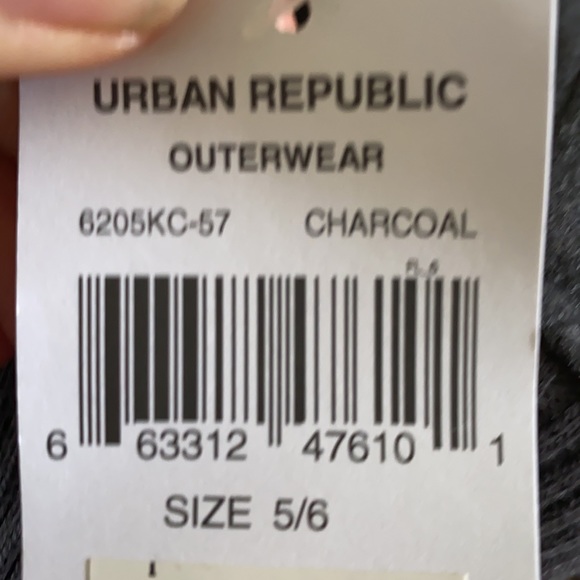 URBAN REPUBLIC
OUTERWEAR
6205KC-57 CHARCOAL
6 63312 47610 1
SIZE 5/6